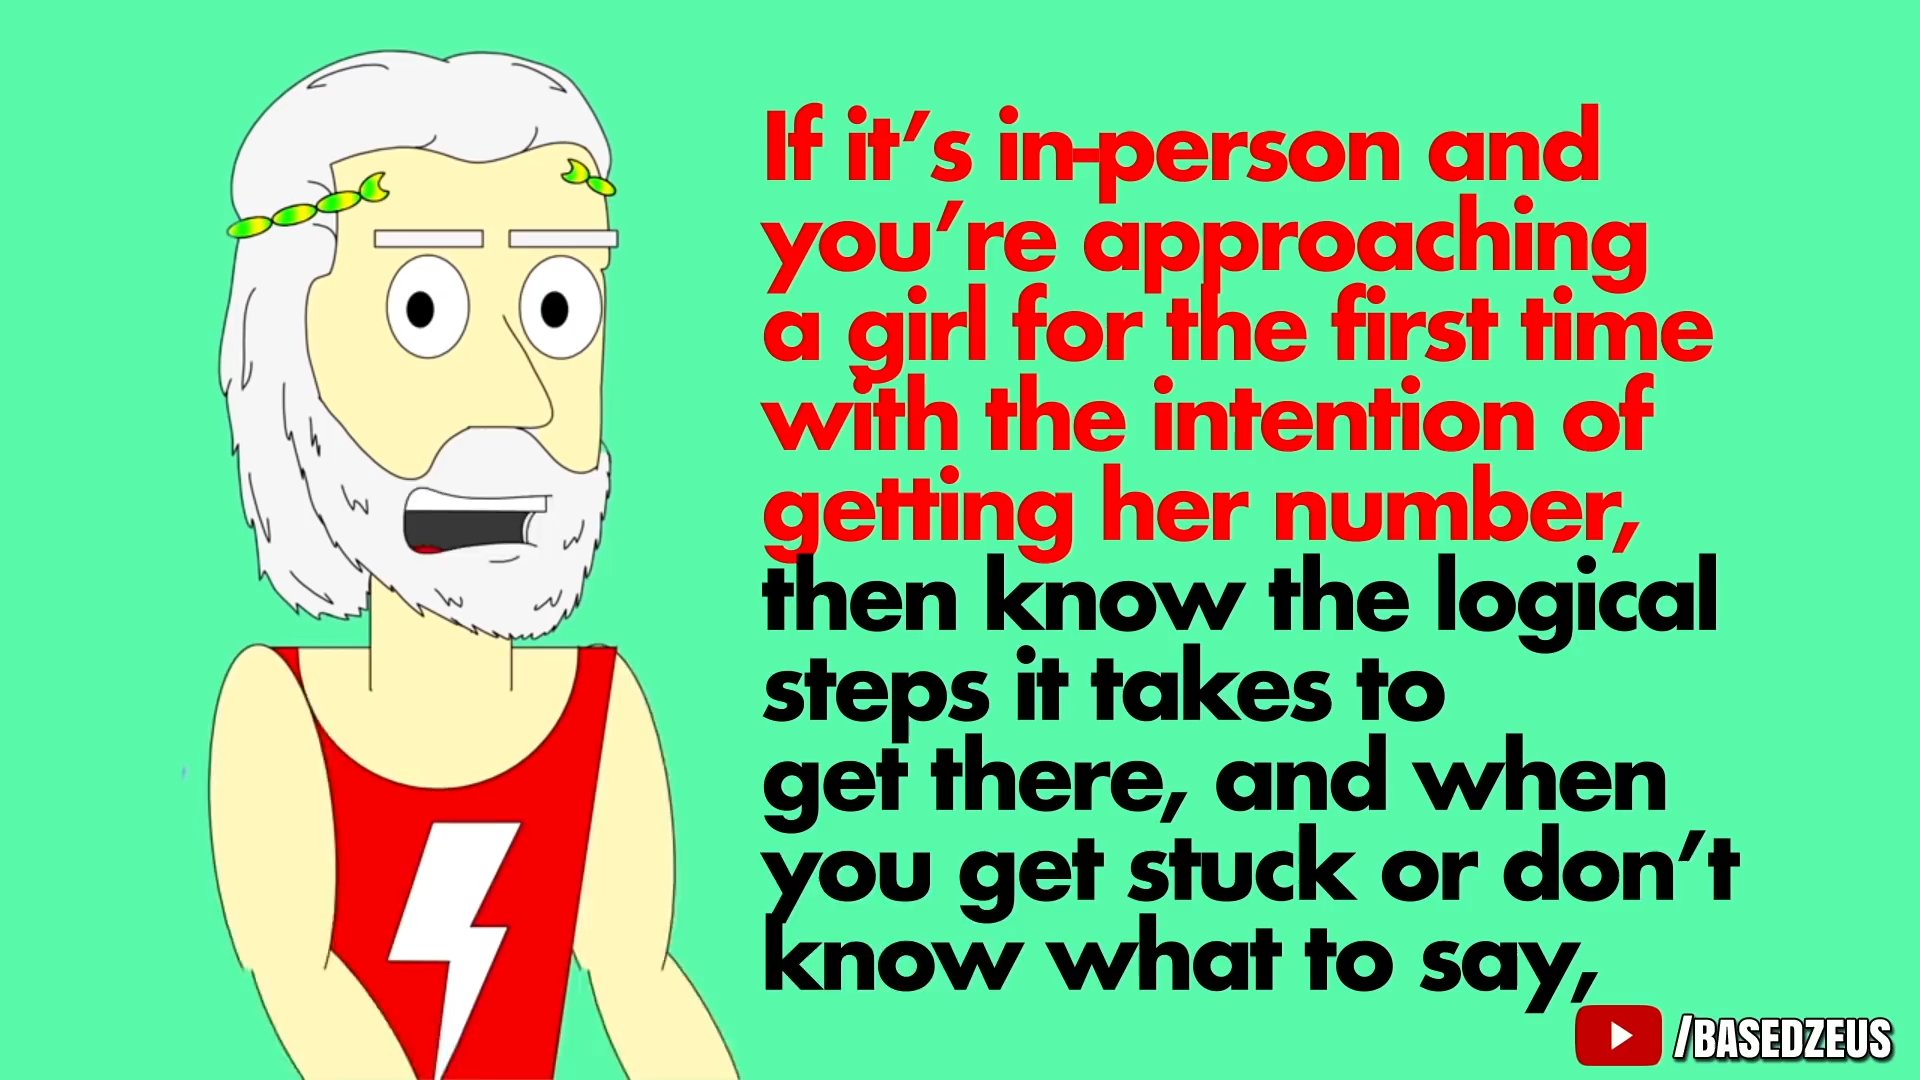 If it’s in-person and
you’re approaching
a girl for the first time
with the intention of
getting her number,
then know the logical
steps it takes to
get there, and when
you get stuck or don’t
know what to say,
/BASEDZEUS